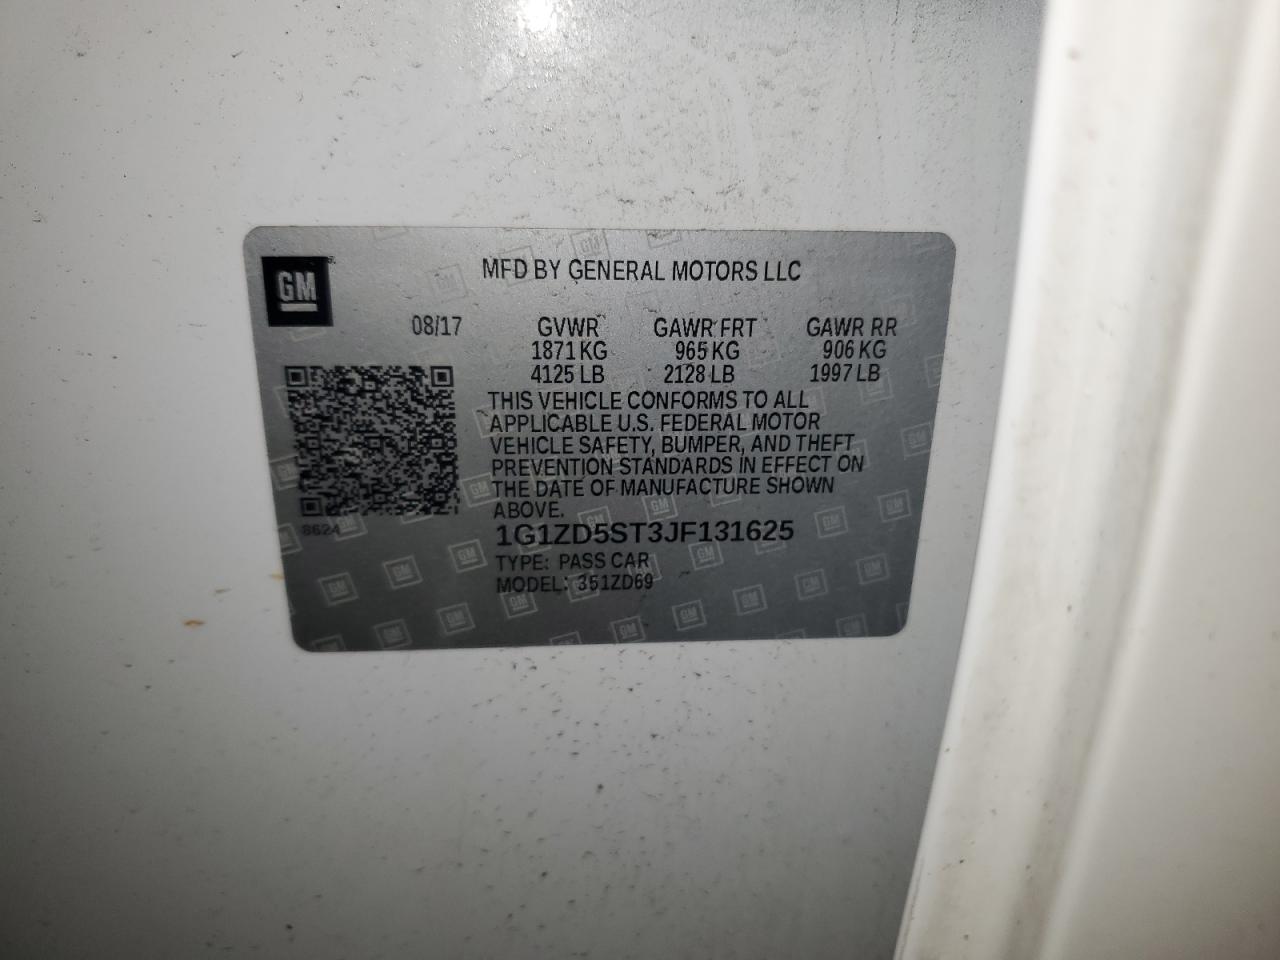 GM
MFD BY GENERAL MOTORS LLC
08/17 GVWR GAWR FRT GAWR RR
1871 KG 965 KG 906 KG
4125 LB 2128 LB 1997 LB
THIS VEHICLE CONFORMS TO ALL
APPLICABLE U.S. FEDERAL MOTOR
VEHICLE SAFETY, BUMPER, AND THEFT
PREVENTION STANDARDS IN EFFECT ON
THE DATE OF MANUFACTURE SHOWN
ABOVE.
8624
1G1ZD5ST3JF131625
TYPE: PASS CAR
MODEL: 351ZD69